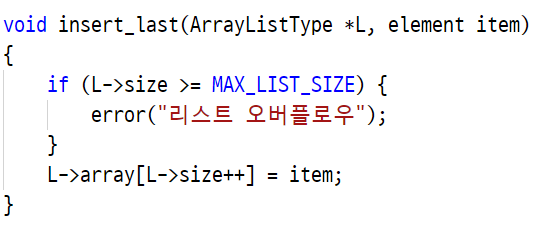 void insert_last(ArrayListType *L, element item)
{
    if (L->size >= MAX_LIST_SIZE) {
        error("리스트 오버플로우");
    }
    L->array[L->size++] = item;
}